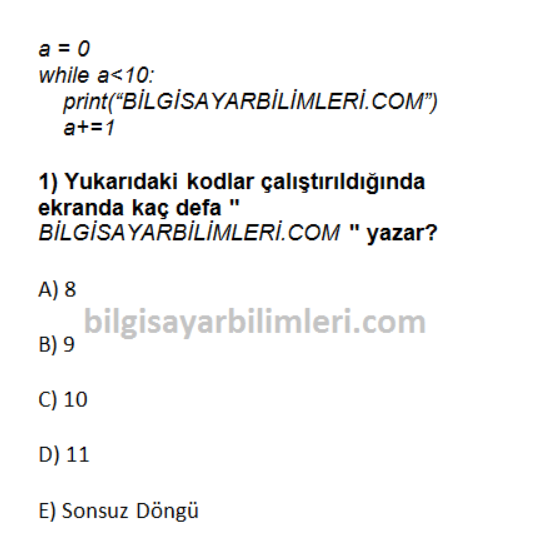 a = 0
while a<10:
print(“BİLGİSAYARBİLİMLERİ.COM”)
a+=1
1) Yukarıdaki kodlar çalıştırıldığında
ekranda kaç defa "
BİLGİSAYARBİLİMLERİ.COM " yazar?
A) 8
bilgisayarbilimleri.com
B) 9
C) 10
D) 11
E) Sonsuz Döngü